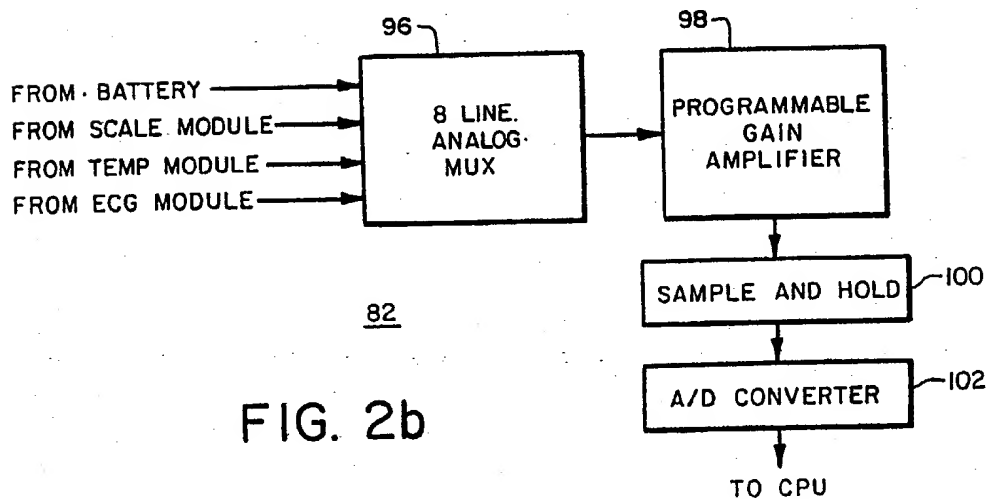 96
98
FROM · BATTERY
FROM SCALE MODULE
FROM TEMP MODULE
FROM ECG MODULE
8 LINE.
ANALOG·
MUX
PROGRAMMABLE
GAIN
AMPLIFIER
SAMPLE AND HOLD
100
82
A/D CONVERTER
102
FIG. 2b
TO CPU